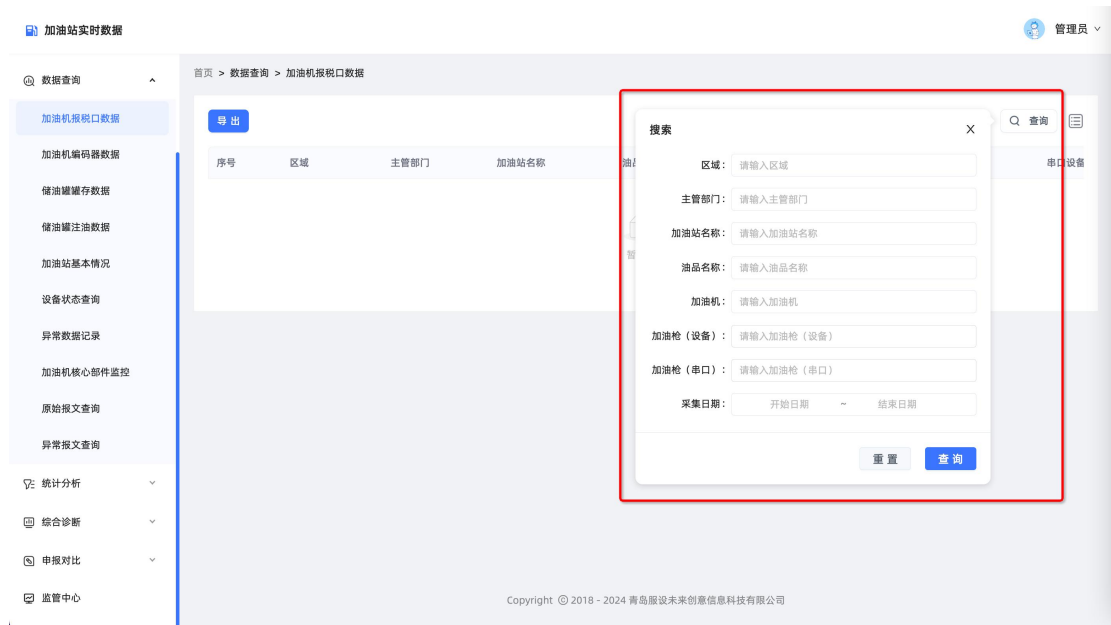 加油站实时数据
管理员
数据查询
加油机报税口数据
加油机编码器数据
储油罐罐存数据
储油罐注油数据
加油站基本情况
设备状态查询
异常数据记录
加油机核心部件监控
原始报文查询
异常报文查询
统计分析
综合诊断
申报对比
监管中心
首页 > 数据查询 > 加油机报税口数据
导出
查询
序号 区域 主管部门 加油站名称 油 串口设备
暂
搜索 X
区域: 请输入区域
主管部门: 请输入主管部门
加油站名称: 请输入加油站名称
油品名称: 请输入油品名称
加油机: 请输入加油机
加油枪（设备）: 请输入加油枪（设备）
加油枪（串口）: 请输入加油枪（串口）
采集日期: 开始日期 ~ 结束日期
重置 查询
Copyright © 2018 - 2024 青岛服设未来创意信息科技有限公司